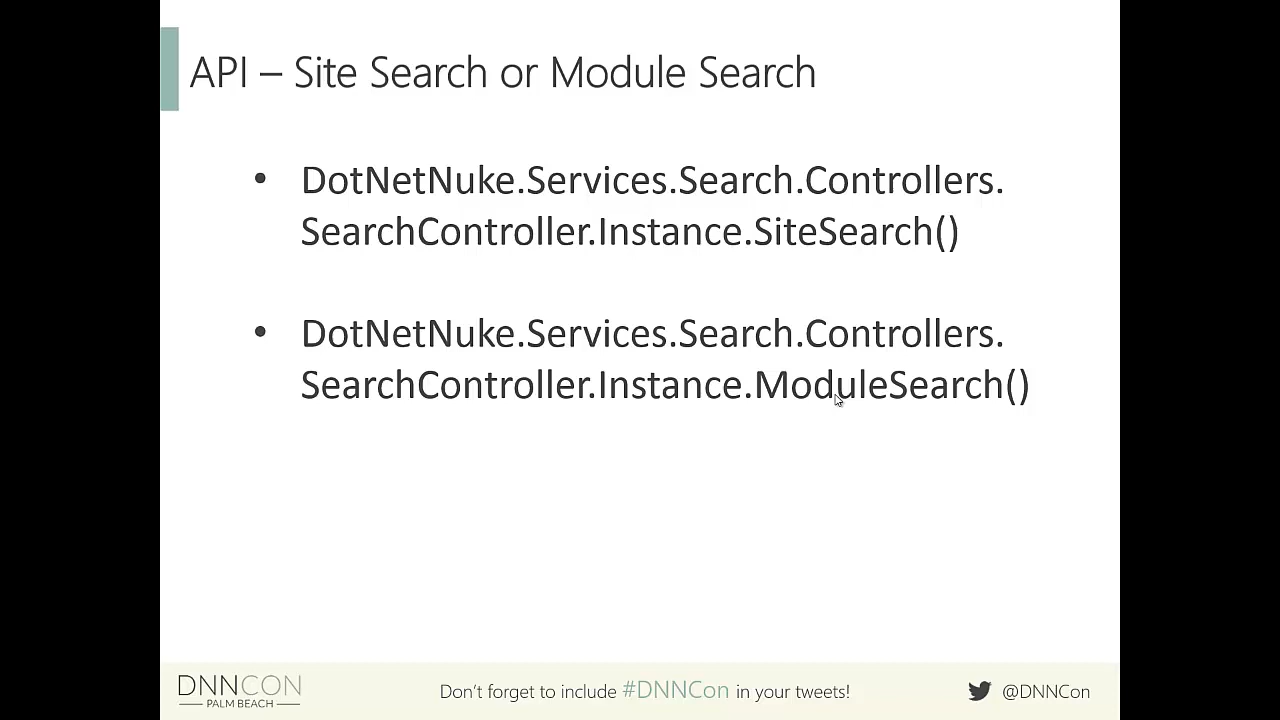 API – Site Search or Module Search
• DotNetNuke.Services.Search.Controllers.
SearchController.Instance.SiteSearch()
• DotNetNuke.Services.Search.Controllers.
SearchController.Instance.ModuleSearch()
DNNCON
PALM BEACH
Don't forget to include #DNNCon in your tweets!
@DNNCon